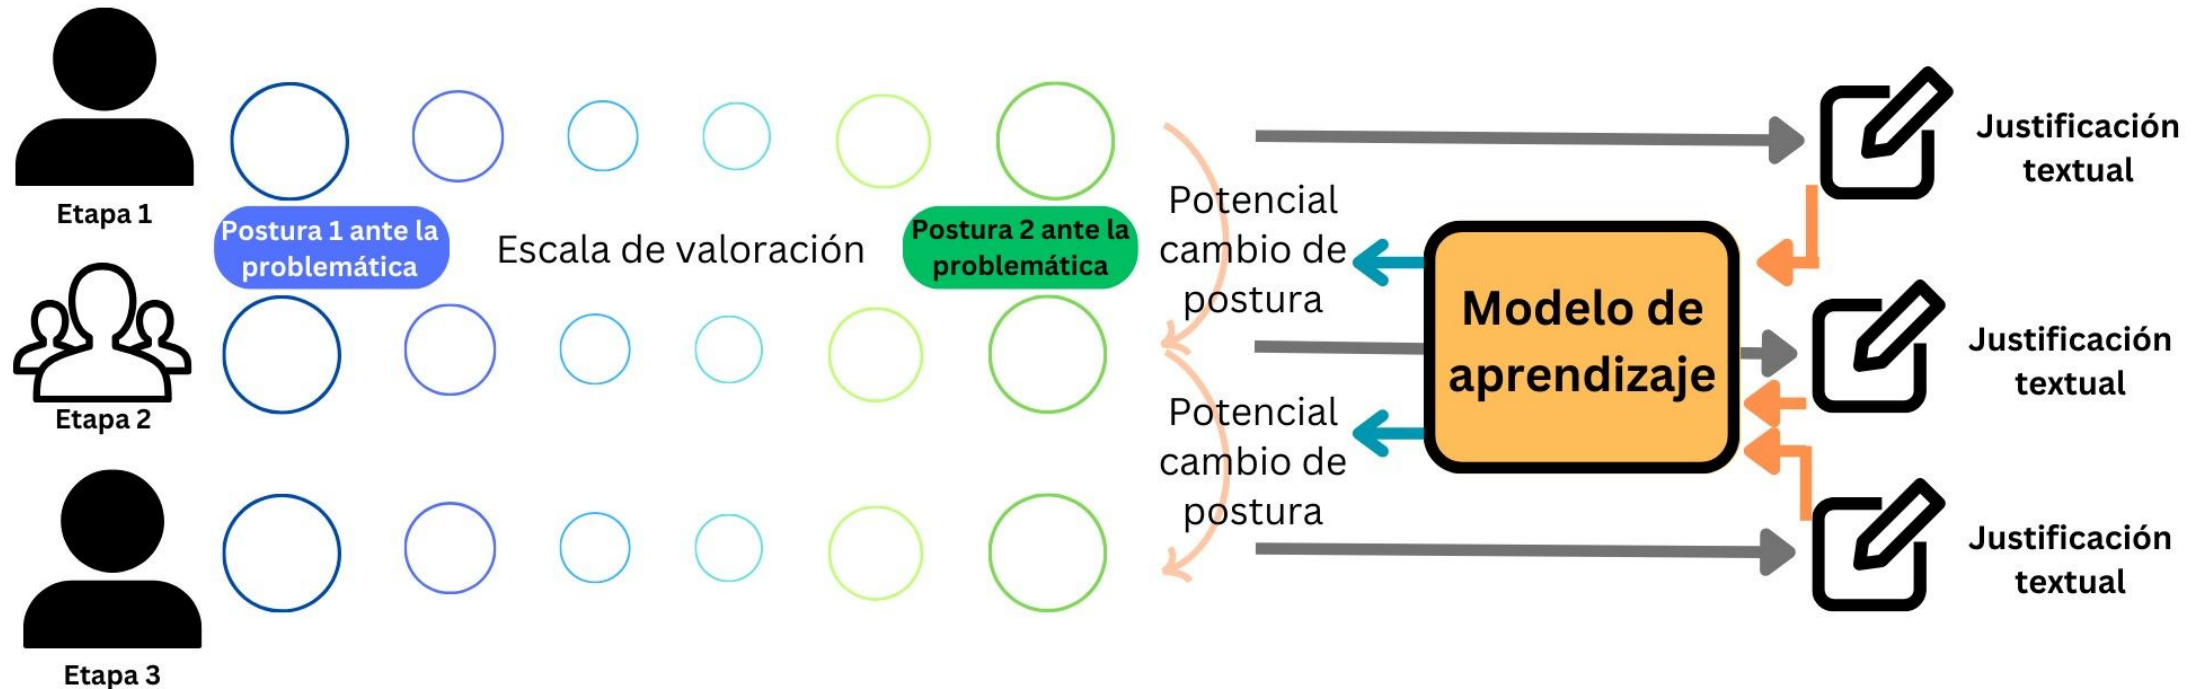 Etapa 1
Postura 1 ante la
problemática
Escala de valoración
Postura 2 ante la
problemática
Potencial
cambio de
postura
Justificación
textual
Etapa 2
Modelo de
aprendizaje
Justificación
textual
Potencial
cambio de
postura
Etapa 3
Justificación
textual